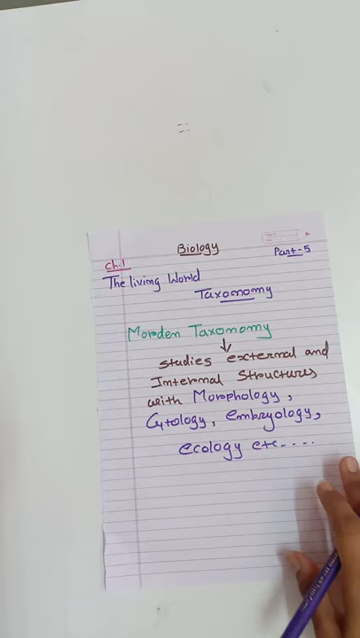 Biology
Part-5
Ch.1
The living World
Taxonomy
Morden Taxonomy
studies external and
Internal Structures
with Morphology,
Cytology, embryology,
ecology etc....